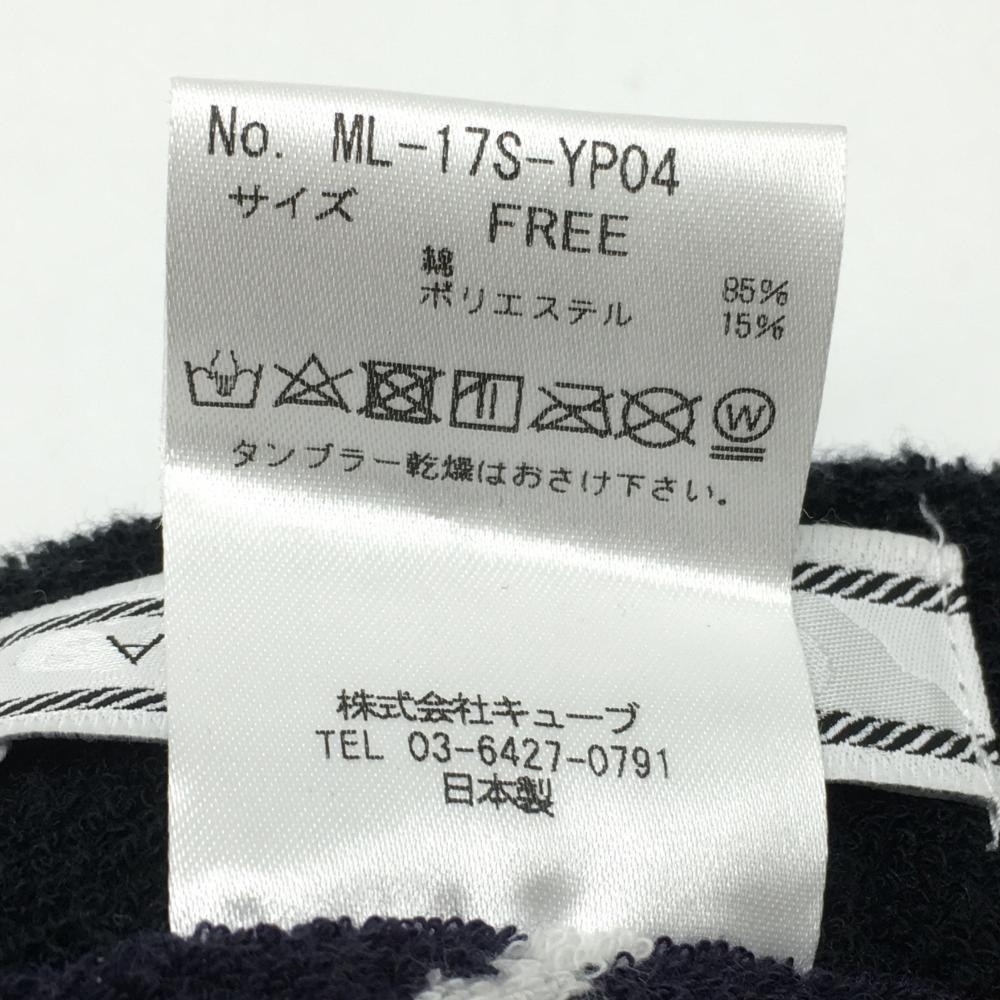 No. ML-17S-YP04
サイズ FREE
綿 85%
ポリエステル 15%
W
タンブラー乾燥はおさけ下さい。
株式会社キューブ
TEL 03-6427-0791
日本製